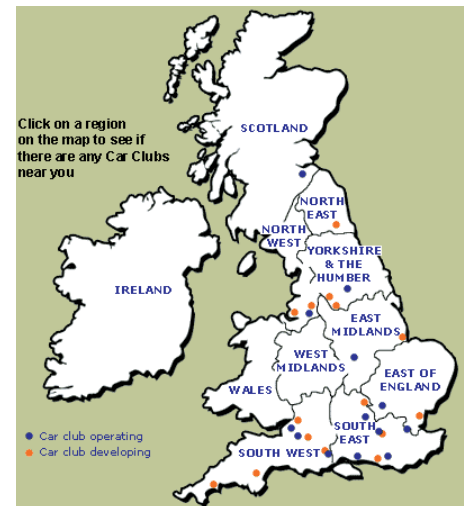 Click on a region
on the map to see if
there are any Car Clubs
near you
SCOTLAND
NORTH
EAST
NORTH
WEST
YORKSHIRE
& THE
HUMBER
IRELAND
EAST
MIDLANDS
WEST
MIDLANDS
EAST OF
ENGLAND
WALES
SOUTH
EAST
SOUTH WEST
Car club operating
Car club developing